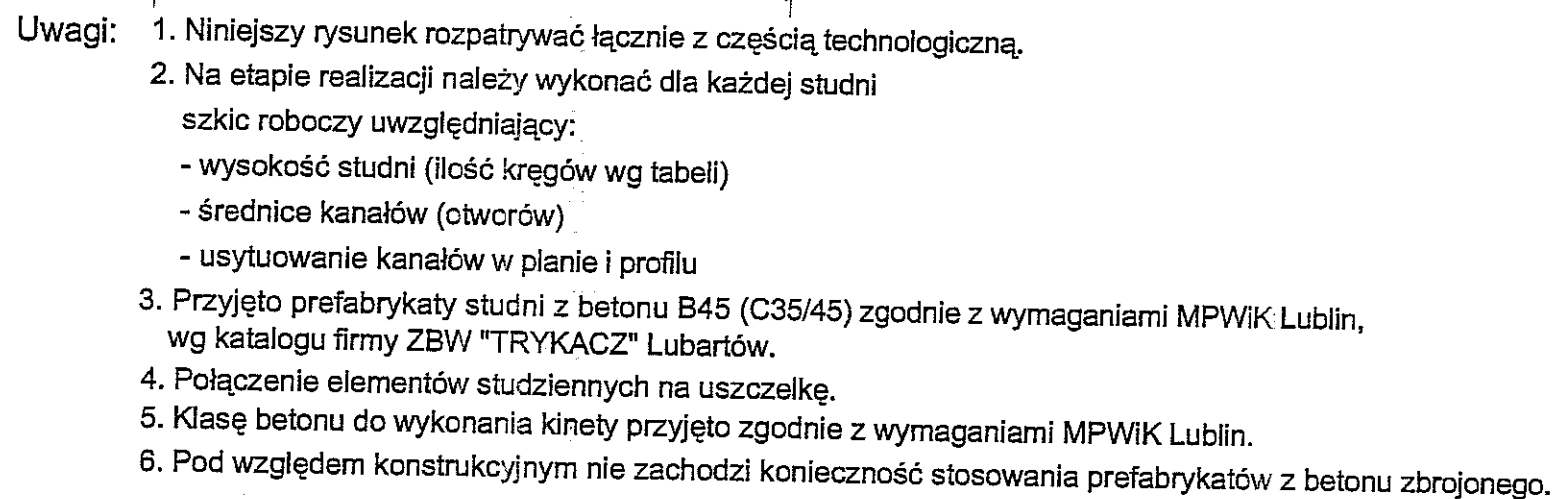 Uwagi: 1. Niniejszy rysunek rozpatrywać łącznie z częścią technologiczną.
2. Na etapie realizacji należy wykonać dla każdej studni
szkic roboczy uwzględniający:
- wysokość studni (ilość kręgów wg tabeli)
- średnice kanałów (otworów)
- usytuowanie kanałów w planie i profilu
3. Przyjęto prefabrykaty studni z betonu B45 (C35/45) zgodnie z wymaganiami MPWiK Lublin,
wg katalogu firmy ZBW "TRYKACZ" Lubartów.
4. Połączenie elementów studziennych na uszczelkę.
5. Klasę betonu do wykonania kinety przyjęto zgodnie z wymaganiami MPWiK Lublin.
6. Pod względem konstrukcyjnym nie zachodzi konieczność stosowania prefabrykatów z betonu zbrojonego.